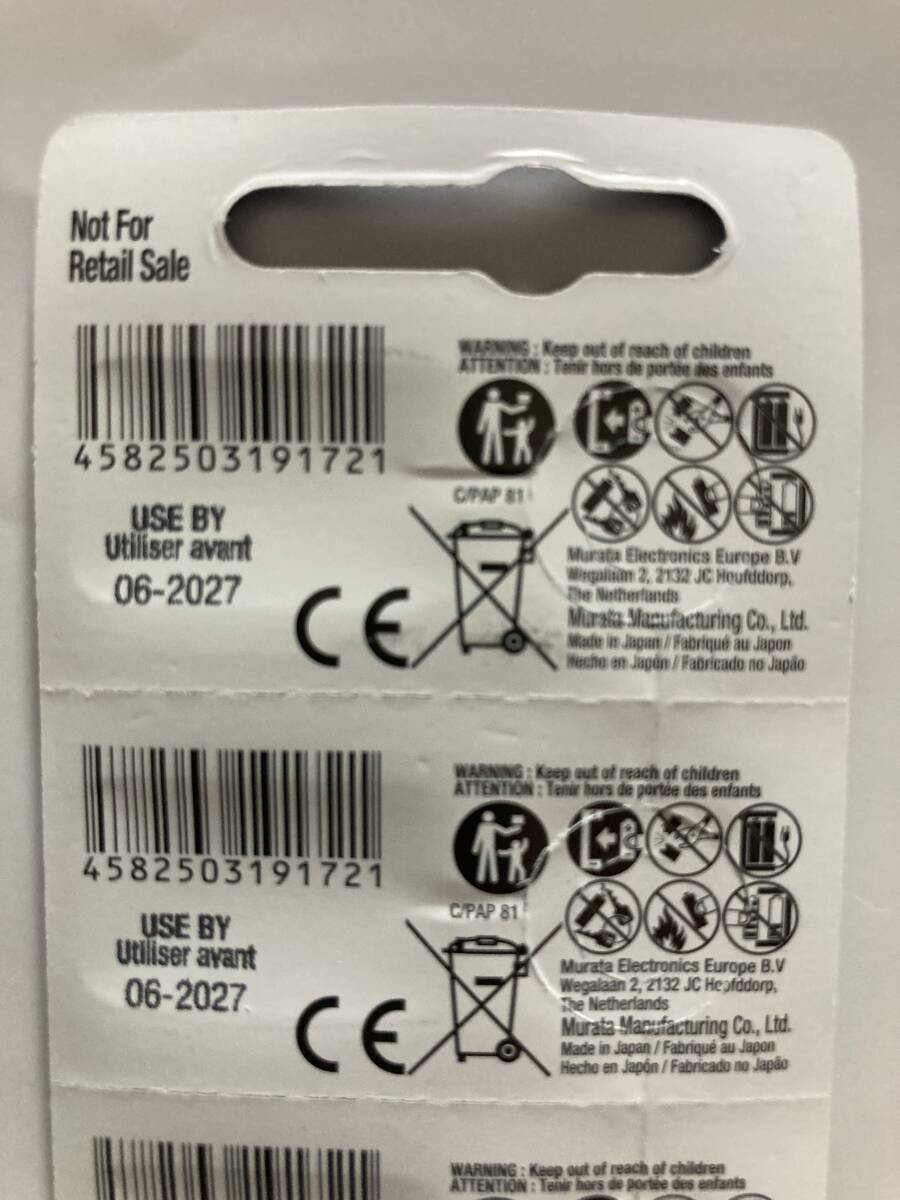 Not For
Retail Sale
4582503191721
USE BY
Utiliser avant
06-2027
CE
WARNING : Keep out of reach of children
ATTENTION : Tenir hors de portée des enfants
C/PAP 81
Murata Electronics Europe B.V
Wegalaan 2, 2132 JC Hoofddorp,
The Netherlands
Murata Manufacturing Co., Ltd.
Made in Japan / Fabriqué au Japon
Hecho en Japón / Fabricado no Japão
4582503191721
USE BY
Utiliser avant
06-2027
CE
WARNING : Keep out of reach of children
ATTENTION : Tenir hors de portée des enfants
C/PAP 81
Murata Electronics Europe B.V
Wegalaan 2, 2132 JC Hoofddorp,
The Netherlands
Murata Manufacturing Co., Ltd.
Made in Japan / Fabriqué au Japon
Hecho en Japón / Fabricado no Japão
WARNING : Keep out of reach of children
ATTENTION : Tenir hors de portée des enfants